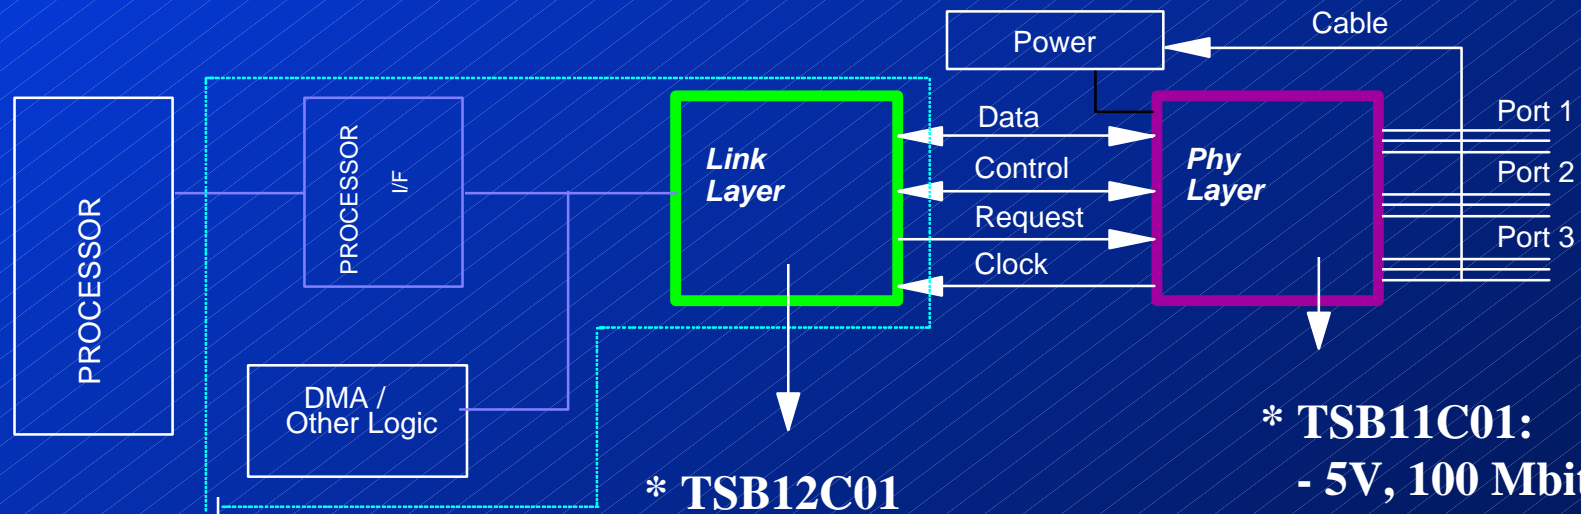 Cable
Power
Port 1
Data
PROCESSOR
PROCESSOR
I/F
Link
Layer
Control
Phy
Layer
Port 2
Request
Port 3
Clock
DMA /
Other Logic
* TSB11C01:
- 5V, 100 Mbit
* TSB12C01